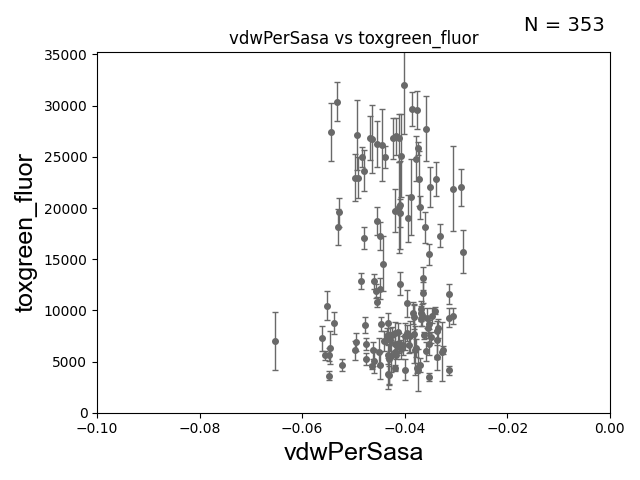 N = 353
vdwPerSasa vs toxgreen_fluor
35000
30000
25000
20000
15000
10000
5000
0
toxgreen_fluor
−0.10 −0.08 −0.06 −0.04 −0.02 0.00
vdwPerSasa